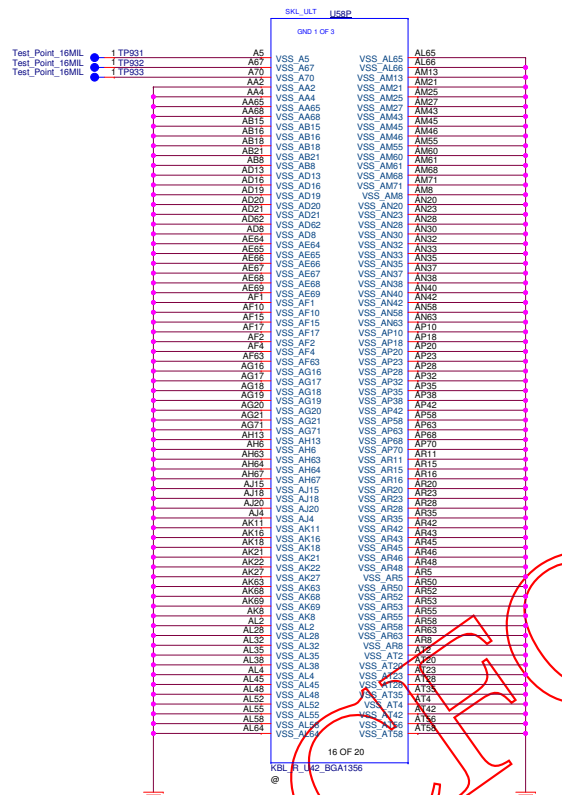 SKL_ULT U58P
GND 1 OF 3
Test_Point_16MIL 1 TP931 A5 VSS_A5 VSS_AL65 AL65
Test_Point_16MIL 1 TP932 A67 VSS_A67 VSS_AL66 AL66
Test_Point_16MIL 1 TP933 A70 VSS_A70 VSS_AM13 AM13
AA2 VSS_AA2 VSS_AM21 AM21
AA4 VSS_AA4 VSS_AM25 AM25
AA65 VSS_AA65 VSS_AM27 AM27
AA68 VSS_AA68 VSS_AM43 AM43
AB15 VSS_AB15 VSS_AM45 AM45
AB16 VSS_AB16 VSS_AM46 AM46
AB18 VSS_AB18 VSS_AM55 AM55
AB21 VSS_AB21 VSS_AM60 AM60
AB8 VSS_AB8 VSS_AM61 AM61
AD13 VSS_AD13 VSS_AM68 AM68
AD16 VSS_AD16 VSS_AM71 AM71
AD19 VSS_AD19 VSS_AM8 AM8
AD20 VSS_AD20 VSS_AN20 AN20
AD21 VSS_AD21 VSS_AN23 AN23
AD62 VSS_AD62 VSS_AN28 AN28
AD8 VSS_AD8 VSS_AN30 AN30
AE64 VSS_AE64 VSS_AN32 AN32
AE65 VSS_AE65 VSS_AN33 AN33
AE66 VSS_AE66 VSS_AN35 AN35
AE67 VSS_AE67 VSS_AN37 AN37
AE68 VSS_AE68 VSS_AN38 AN38
AE69 VSS_AE69 VSS_AN40 AN40
AF1 VSS_AF1 VSS_AN42 AN42
AF10 VSS_AF10 VSS_AN58 AN58
AF15 VSS_AF15 VSS_AN63 AN63
AF17 VSS_AF17 VSS_AP10 AP10
AF2 VSS_AF2 VSS_AP18 AP18
AF4 VSS_AF4 VSS_AP20 AP20
AF63 VSS_AF63 VSS_AP23 AP23
AG16 VSS_AG16 VSS_AP28 AP28
AG17 VSS_AG17 VSS_AP32 AP32
AG18 VSS_AG18 VSS_AP35 AP35
AG19 VSS_AG19 VSS_AP38 AP38
AG20 VSS_AG20 VSS_AP42 AP42
AG21 VSS_AG21 VSS_AP58 AP58
AG71 VSS_AG71 VSS_AP63 AP63
AH13 VSS_AH13 VSS_AP68 AP68
AH6 VSS_AH6 VSS_AP70 AP70
AH63 VSS_AH63 VSS_AR11 AR11
AH64 VSS_AH64 VSS_AR15 AR15
AH67 VSS_AH67 VSS_AR16 AR16
AJ15 VSS_AJ15 VSS_AR20 AR20
AJ18 VSS_AJ18 VSS_AR23 AR23
AJ20 VSS_AJ20 VSS_AR28 AR28
AJ4 VSS_AJ4 VSS_AR35 AR35
AK11 VSS_AK11 VSS_AR42 AR42
AK16 VSS_AK16 VSS_AR43 AR43
AK18 VSS_AK18 VSS_AR45 AR45
AK21 VSS_AK21 VSS_AR46 AR46
AK22 VSS_AK22 VSS_AR48 AR48
AK27 VSS_AK27 VSS_AR5 AR5
AK63 VSS_AK63 VSS_AR50 AR50
AK68 VSS_AK68 VSS_AR52 AR52
AK69 VSS_AK69 VSS_AR53 AR53
AK8 VSS_AK8 VSS_AR55 AR55
AL2 VSS_AL2 VSS_AR58 AR58
AL28 VSS_AL28 VSS_AR63 AR63
AL32 VSS_AL32 VSS_AR8 AR8
AL35 VSS_AL35 VSS_AT2 AT2
AL38 VSS_AL38 VSS_AT20 AT20
AL4 VSS_AL4 VSS_AT23 AT23
AL45 VSS_AL45 VSS_AT28 AT28
AL48 VSS_AL48 VSS_AT35 AT35
AL52 VSS_AL52 VSS_AT4 AT4
AL55 VSS_AL55 VSS_AT42 AT42
AL58 VSS_AL58 VSS_AT56 AT56
AL64 VSS_AL64 VSS_AT58 AT58
16 OF 20
KBL_R_U42_BGA1356
@